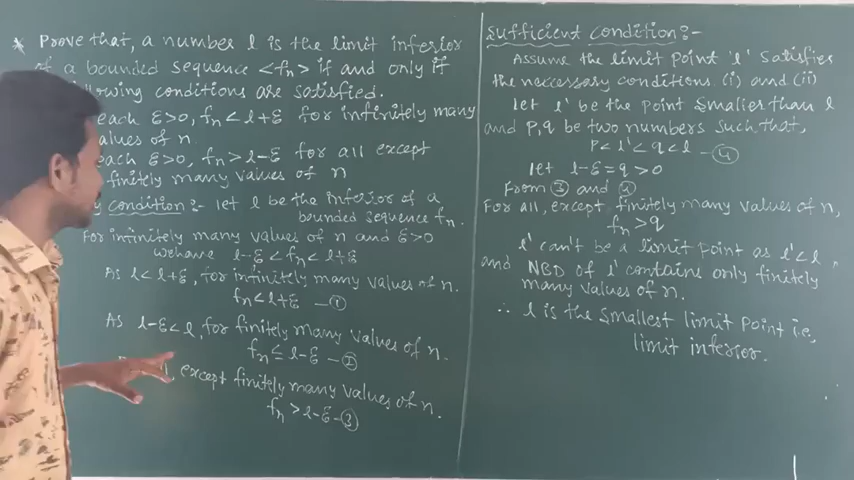 * Prove that, a number l is the limit inferior
of a bounded sequence <fn> if and only if
following conditions are satisfied.
each ε>0, fn < l+ε for infinitely many
values of n
each ε>0, fn > l-ε for all except
finitely many values of n
condition :- let l be the inferior of a
bounded sequence fn.
For infinitely many values of n and ε>0
we have l-ε < fn < l+ε
As l < l+ε, for infinitely many values of n.
fn < l+ε —①
As l-ε < l, for finitely many values of n.
fn ≤ l-ε —②
except finitely many values of n.
fn > l-ε —③
Sufficient condition :-
Assume the limit point 'l' satisfies
the neccessary conditions (i) and (ii)
let l' be the point smaller than l
and p,q be two numbers such that,
p < l' < q < l —④
let l-ε = q > 0
From ③ and ④
For all, except finitely many values of n,
fn > q
l' can't be a limit point as l' < l
and NBD of l' contains only finitely
many values of n.
∴ l is the smallest limit point i.e.,
limit inferior.